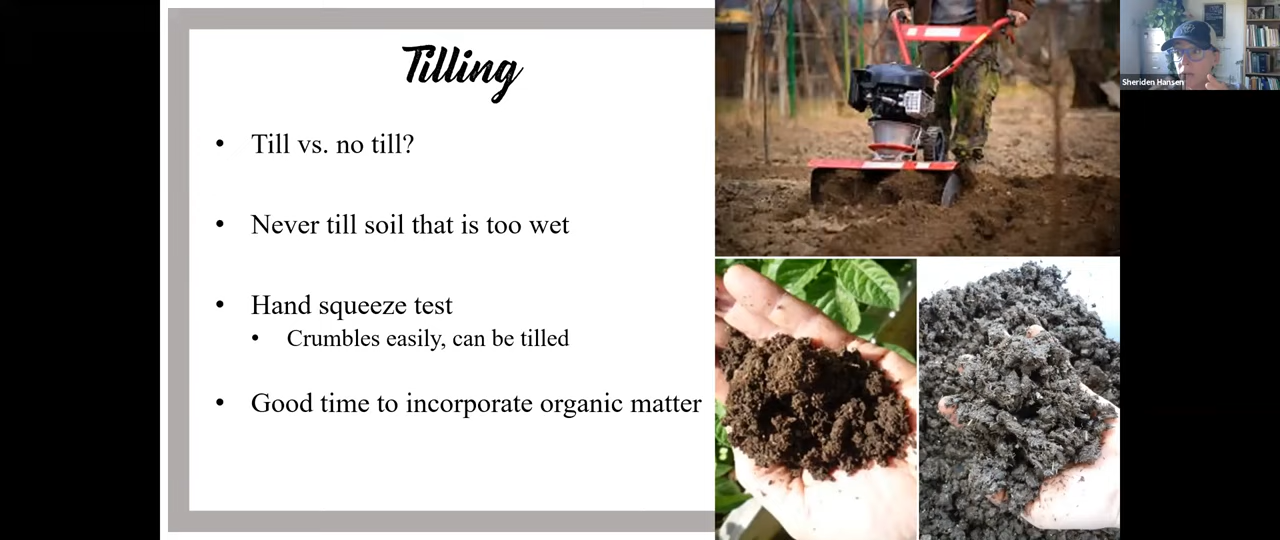 Tilling
• Till vs. no till?
• Never till soil that is too wet
• Hand squeeze test
• Crumbles easily, can be tilled
• Good time to incorporate organic matter
Sheriden Hansen